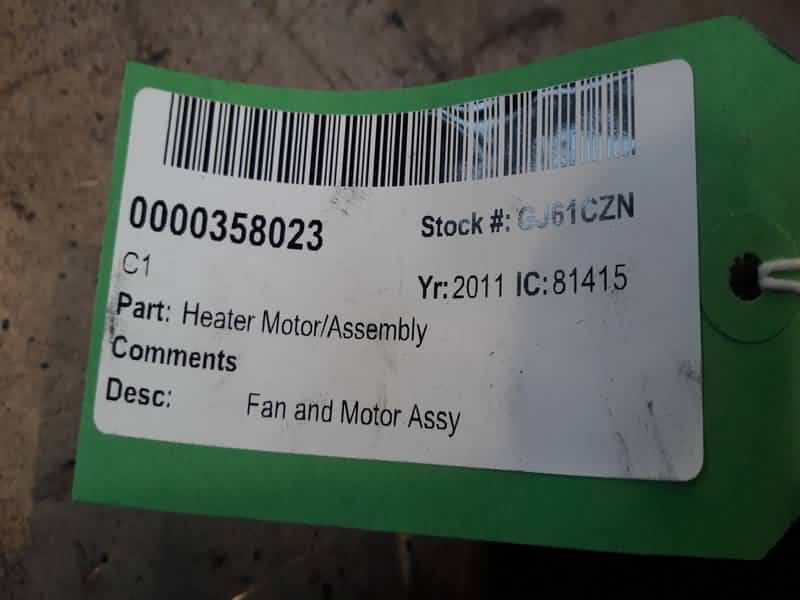 0000358023
Stock #: GJ61CZN
C1
Yr: 2011 IC: 81415
Part: Heater Motor/Assembly
Comments
Desc: Fan and Motor Assy